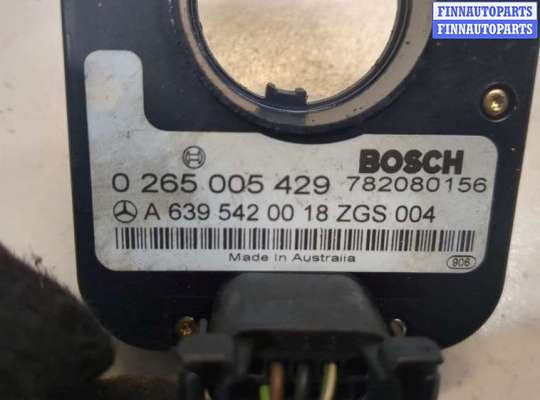 FINNAUTOPARTS
FINNAUTOPARTS
BOSCH
0 265 005 429 782080156
A 639 542 00 18 ZGS 004
Made in Australia
906